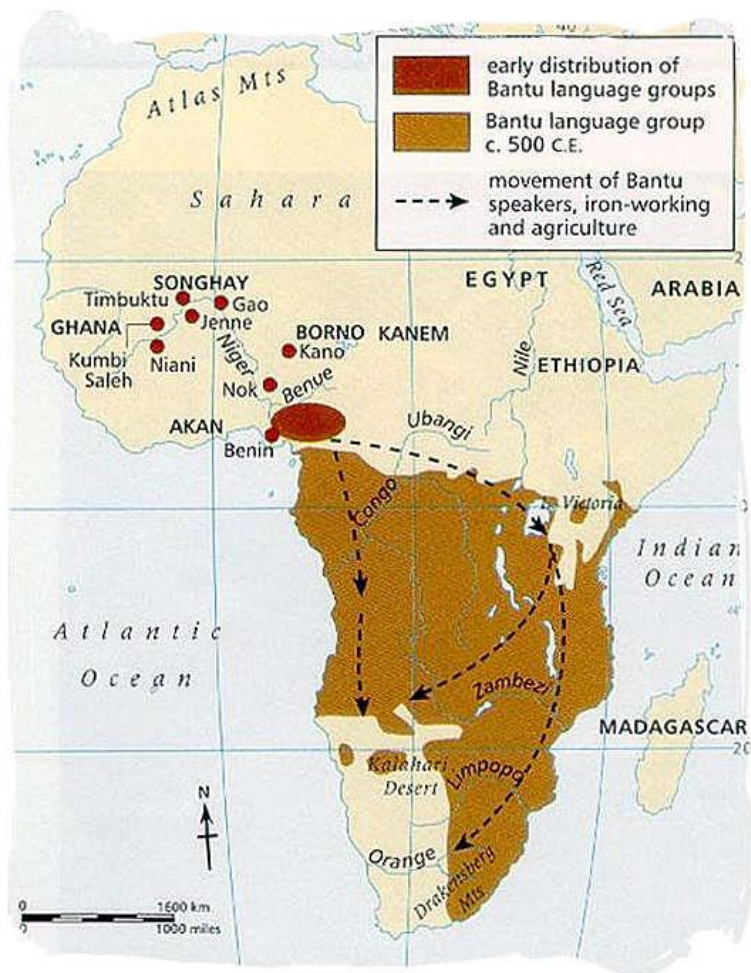 40
early distribution of
Bantu language groups
Bantu language group
c. 500 C.E.
movement of Bantu
speakers, iron-working
and agriculture
Atlas Mts
Sahara
EGYPT
Red Sea
ARABIA
SONGHAY
Timbuktu
Gao
GHANA
Jenne
Kumbi
Saleh
Niani
Niger
BORNO KANEM
Kano
Nile
ETHIOPIA
Nok
Benue
AKAN
Benin
Ubangi
Congo
L. Victoria
Indian
Ocean
Atlantic
Ocean
Zambezi
MADAGASCAR
20
Kalahari
Desert
Limpopo
N
Orange
Drakensberg
Mts
0 1600 km
0 1000 miles